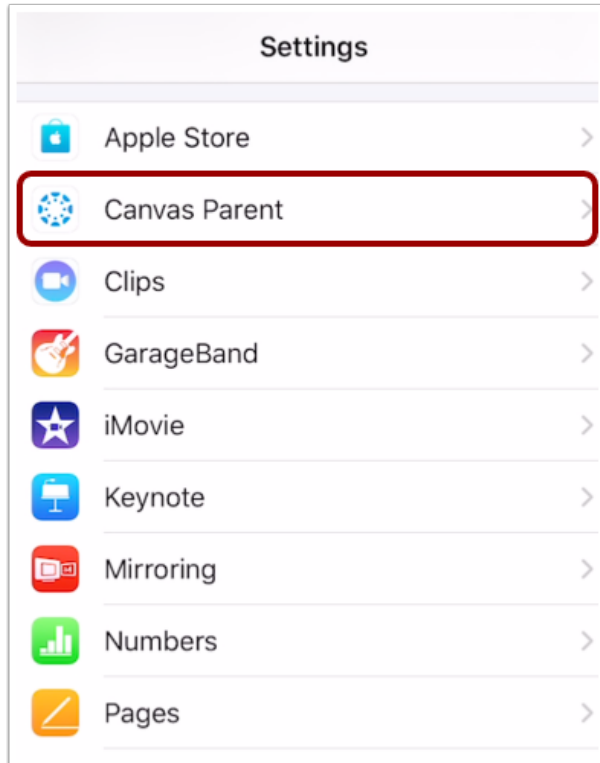 Settings
Apple Store
Canvas Parent
Clips
GarageBand
iMovie
Keynote
Mirroring
Numbers
Pages